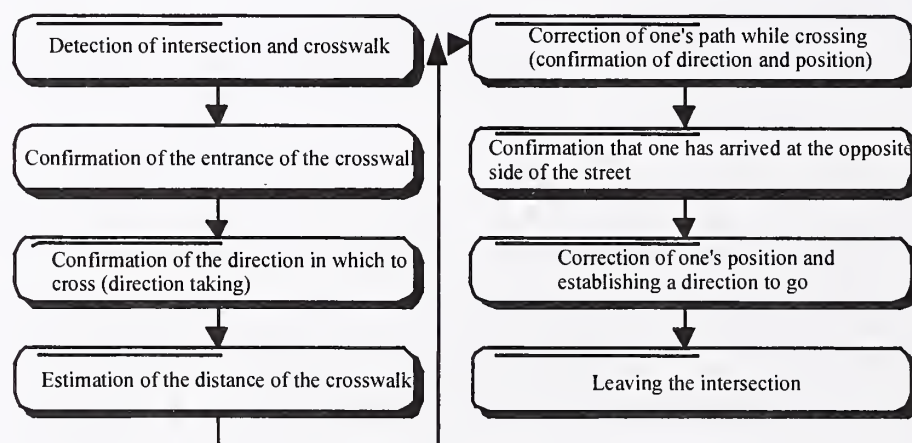 Detection of intersection and crosswalk
Confirmation of the entrance of the crosswalk
Confirmation of the direction in which to
cross (direction taking)
Estimation of the distance of the crosswalk
Correction of one's path while crossing
(confirmation of direction and position)
Confirmation that one has arrived at the opposite
side of the street
Correction of one's position and
establishing a direction to go
Leaving the intersection